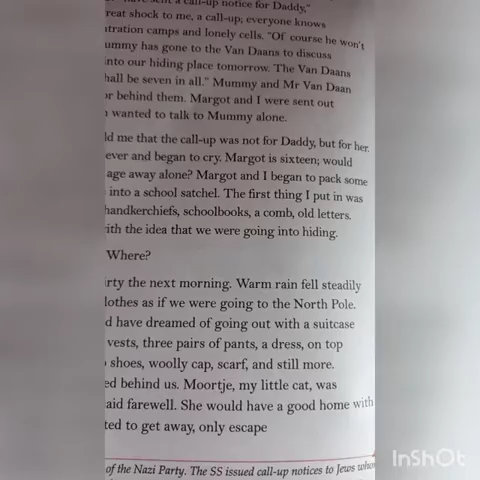 have sent a call-up notice for Daddy,"
reat shock to me, a call-up; everyone knows
ntration camps and lonely cells. "Of course he won't
ummy has gone to the Van Daans to discuss
into our hiding place tomorrow. The Van Daans
hall be seven in all." Mummy and Mr Van Daan
or behind them. Margot and I were sent out
wanted to talk to Mummy alone.
ld me that the call-up was not for Daddy, but for her.
ever and began to cry. Margot is sixteen; would
age away alone? Margot and I began to pack some
into a school satchel. The first thing I put in was
handkerchiefs, schoolbooks, a comb, old letters.
ith the idea that we were going into hiding.
Where?
irty the next morning. Warm rain fell steadily
lothes as if we were going to the North Pole.
d have dreamed of going out with a suitcase
vests, three pairs of pants, a dress, on top
shoes, woolly cap, scarf, and still more.
ed behind us. Moortje, my little cat, was
aid farewell. She would have a good home with
ted to get away, only escape
of the Nazi Party. The SS issued call-up notices to Jews whom
InShOt